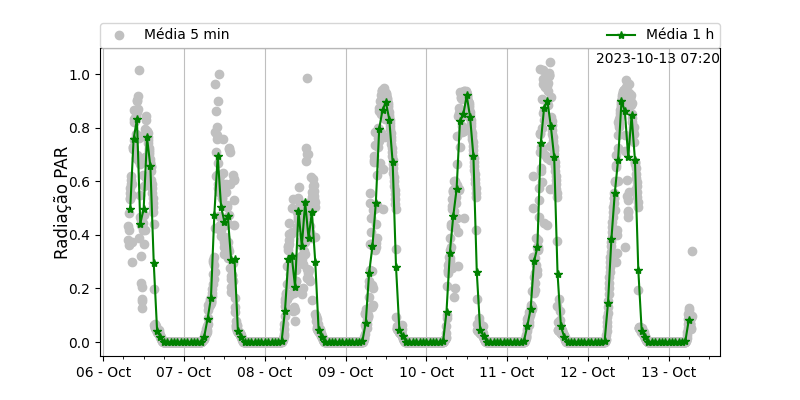 Média 5 min
Média 1 h
2023-10-13 07:20
Radiação PAR
1.0
0.8
0.6
0.4
0.2
0.0
06 - Oct
07 - Oct
08 - Oct
09 - Oct
10 - Oct
11 - Oct
12 - Oct
13 - Oct